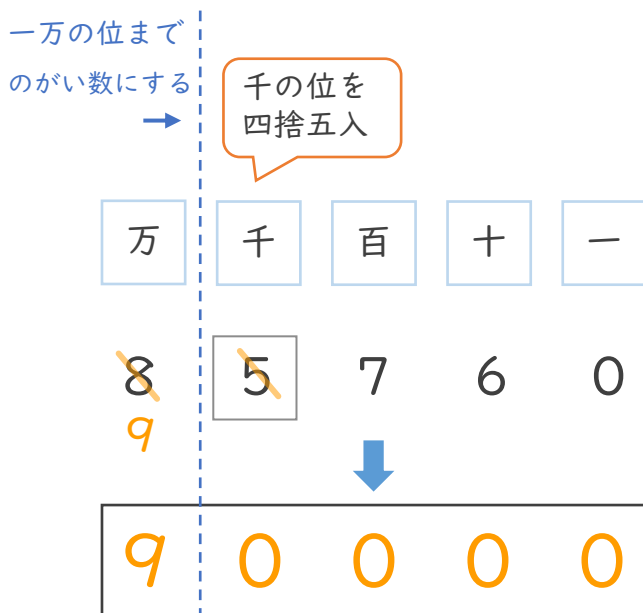 一万の位まで
のがい数にする
千の位を
四捨五入
万 千 百 十 一
8 5 7 6 0
9
9 0 0 0 0